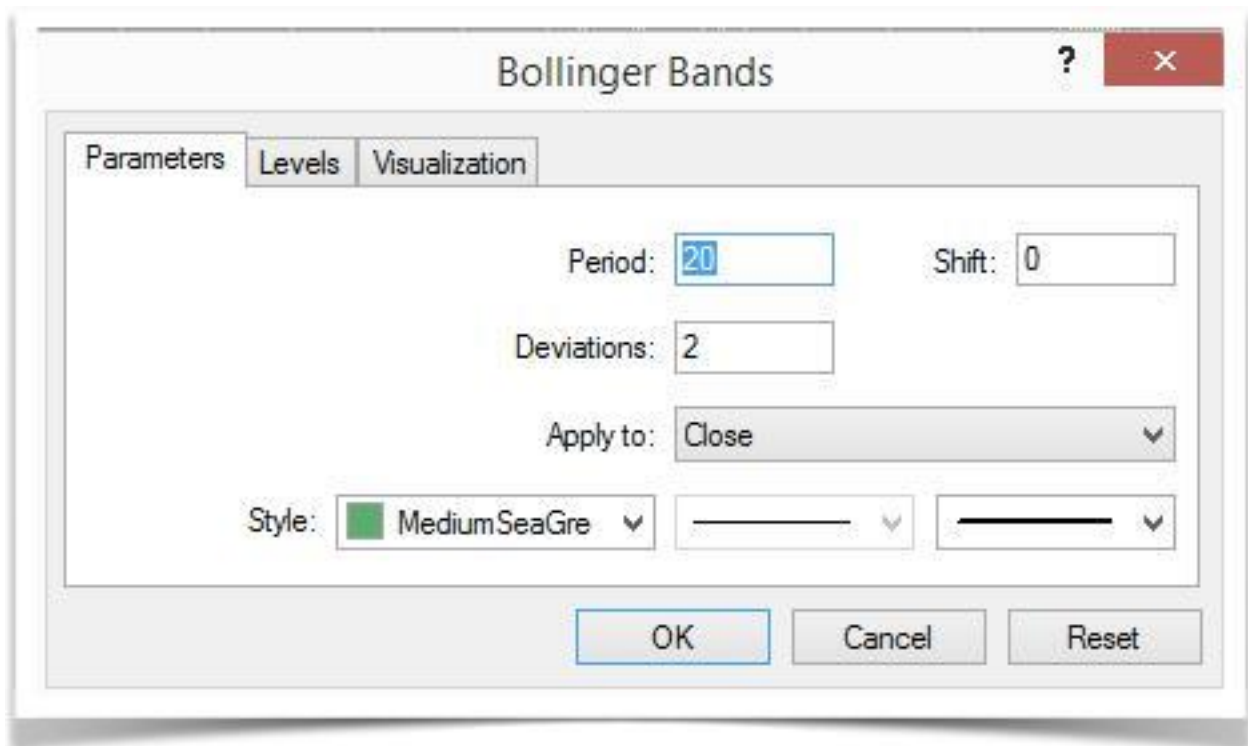 Bollinger Bands ? ×
Parameters Levels Visualization
Period: 20 Shift: 0
Deviations: 2
Apply to: Close
Style: MediumSeaGre
OK Cancel Reset